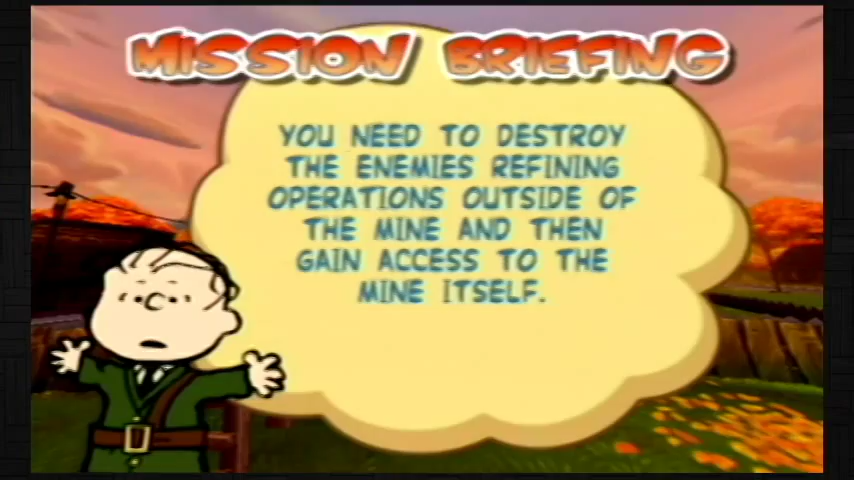 MISSION BRIEFING
YOU NEED TO DESTROY
THE ENEMIES REFINING
OPERATIONS OUTSIDE OF
THE MINE AND THEN
GAIN ACCESS TO THE
MINE ITSELF.